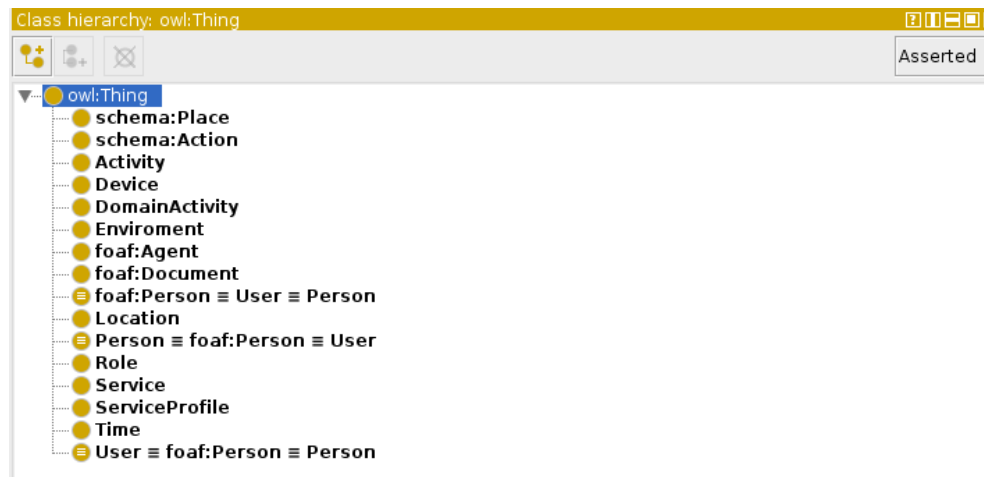 Class hierarchy: owl:Thing
Asserted
owl:Thing
schema:Place
schema:Action
Activity
Device
DomainActivity
Enviroment
foaf:Agent
foaf:Document
foaf:Person ≡ User ≡ Person
Location
Person ≡ foaf:Person ≡ User
Role
Service
ServiceProfile
Time
User ≡ foaf:Person ≡ Person